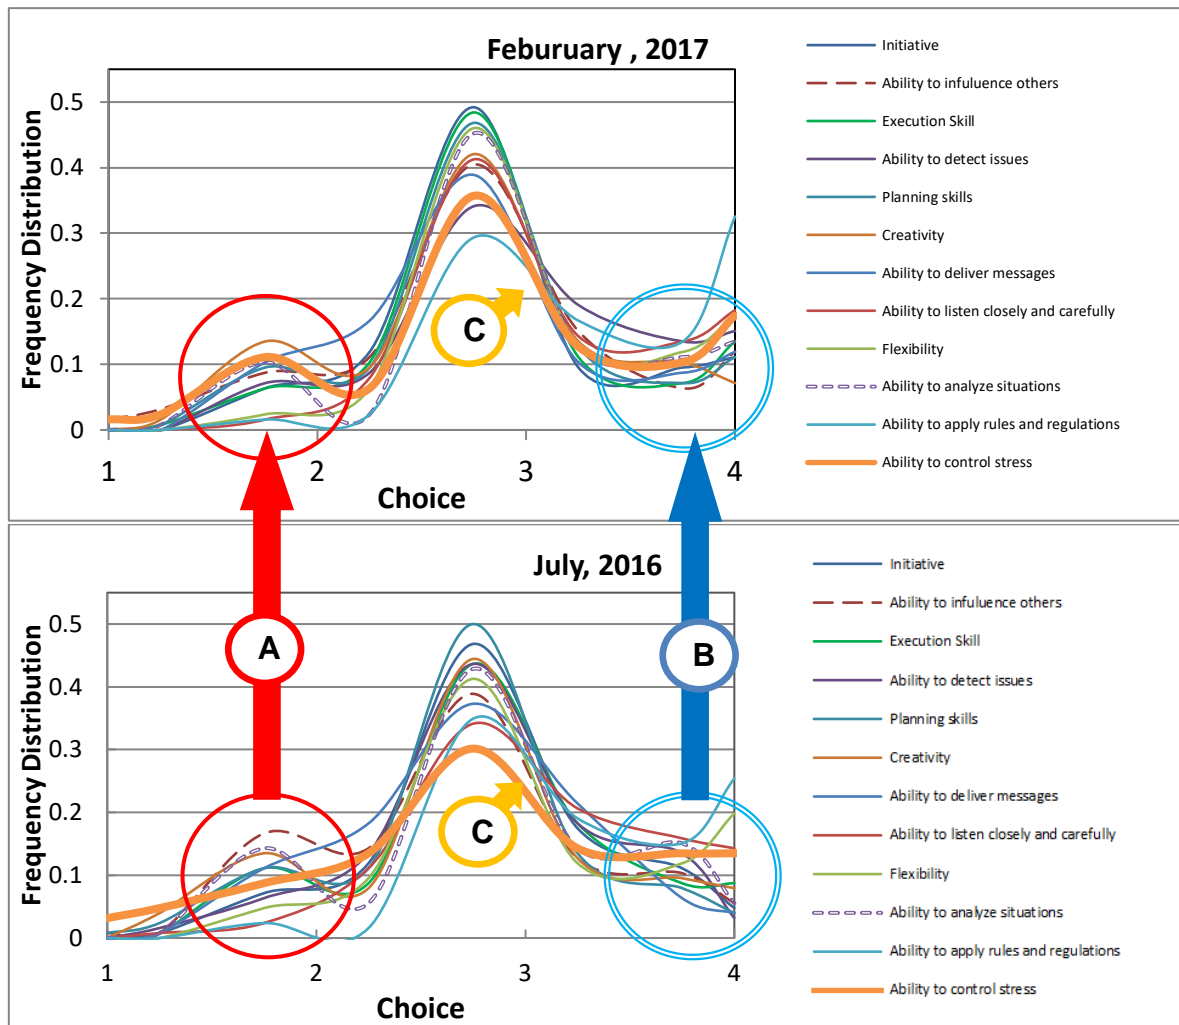 Feburuary , 2017
Frequency Distribution
0.5
0.4
0.3
0.2
0.1
0
1
2
3
4
Choice
C
Initiative
Ability to infuluence others
Execution Skill
Ability to detect issues
Planning skills
Creativity
Ability to deliver messages
Ability to listen closely and carefully
Flexibility
Ability to analyze situations
Ability to apply rules and regulations
Ability to control stress
A
B
July, 2016
Frequency Distribution
0.5
0.4
0.3
0.2
0.1
0
1
2
3
4
Choice
C
Initiative
Ability to infuluence others
Execution Skill
Ability to detect issues
Planning skills
Creativity
Ability to deliver messages
Ability to listen closely and carefully
Flexibility
Ability to analyze situations
Ability to apply rules and regulations
Ability to control stress